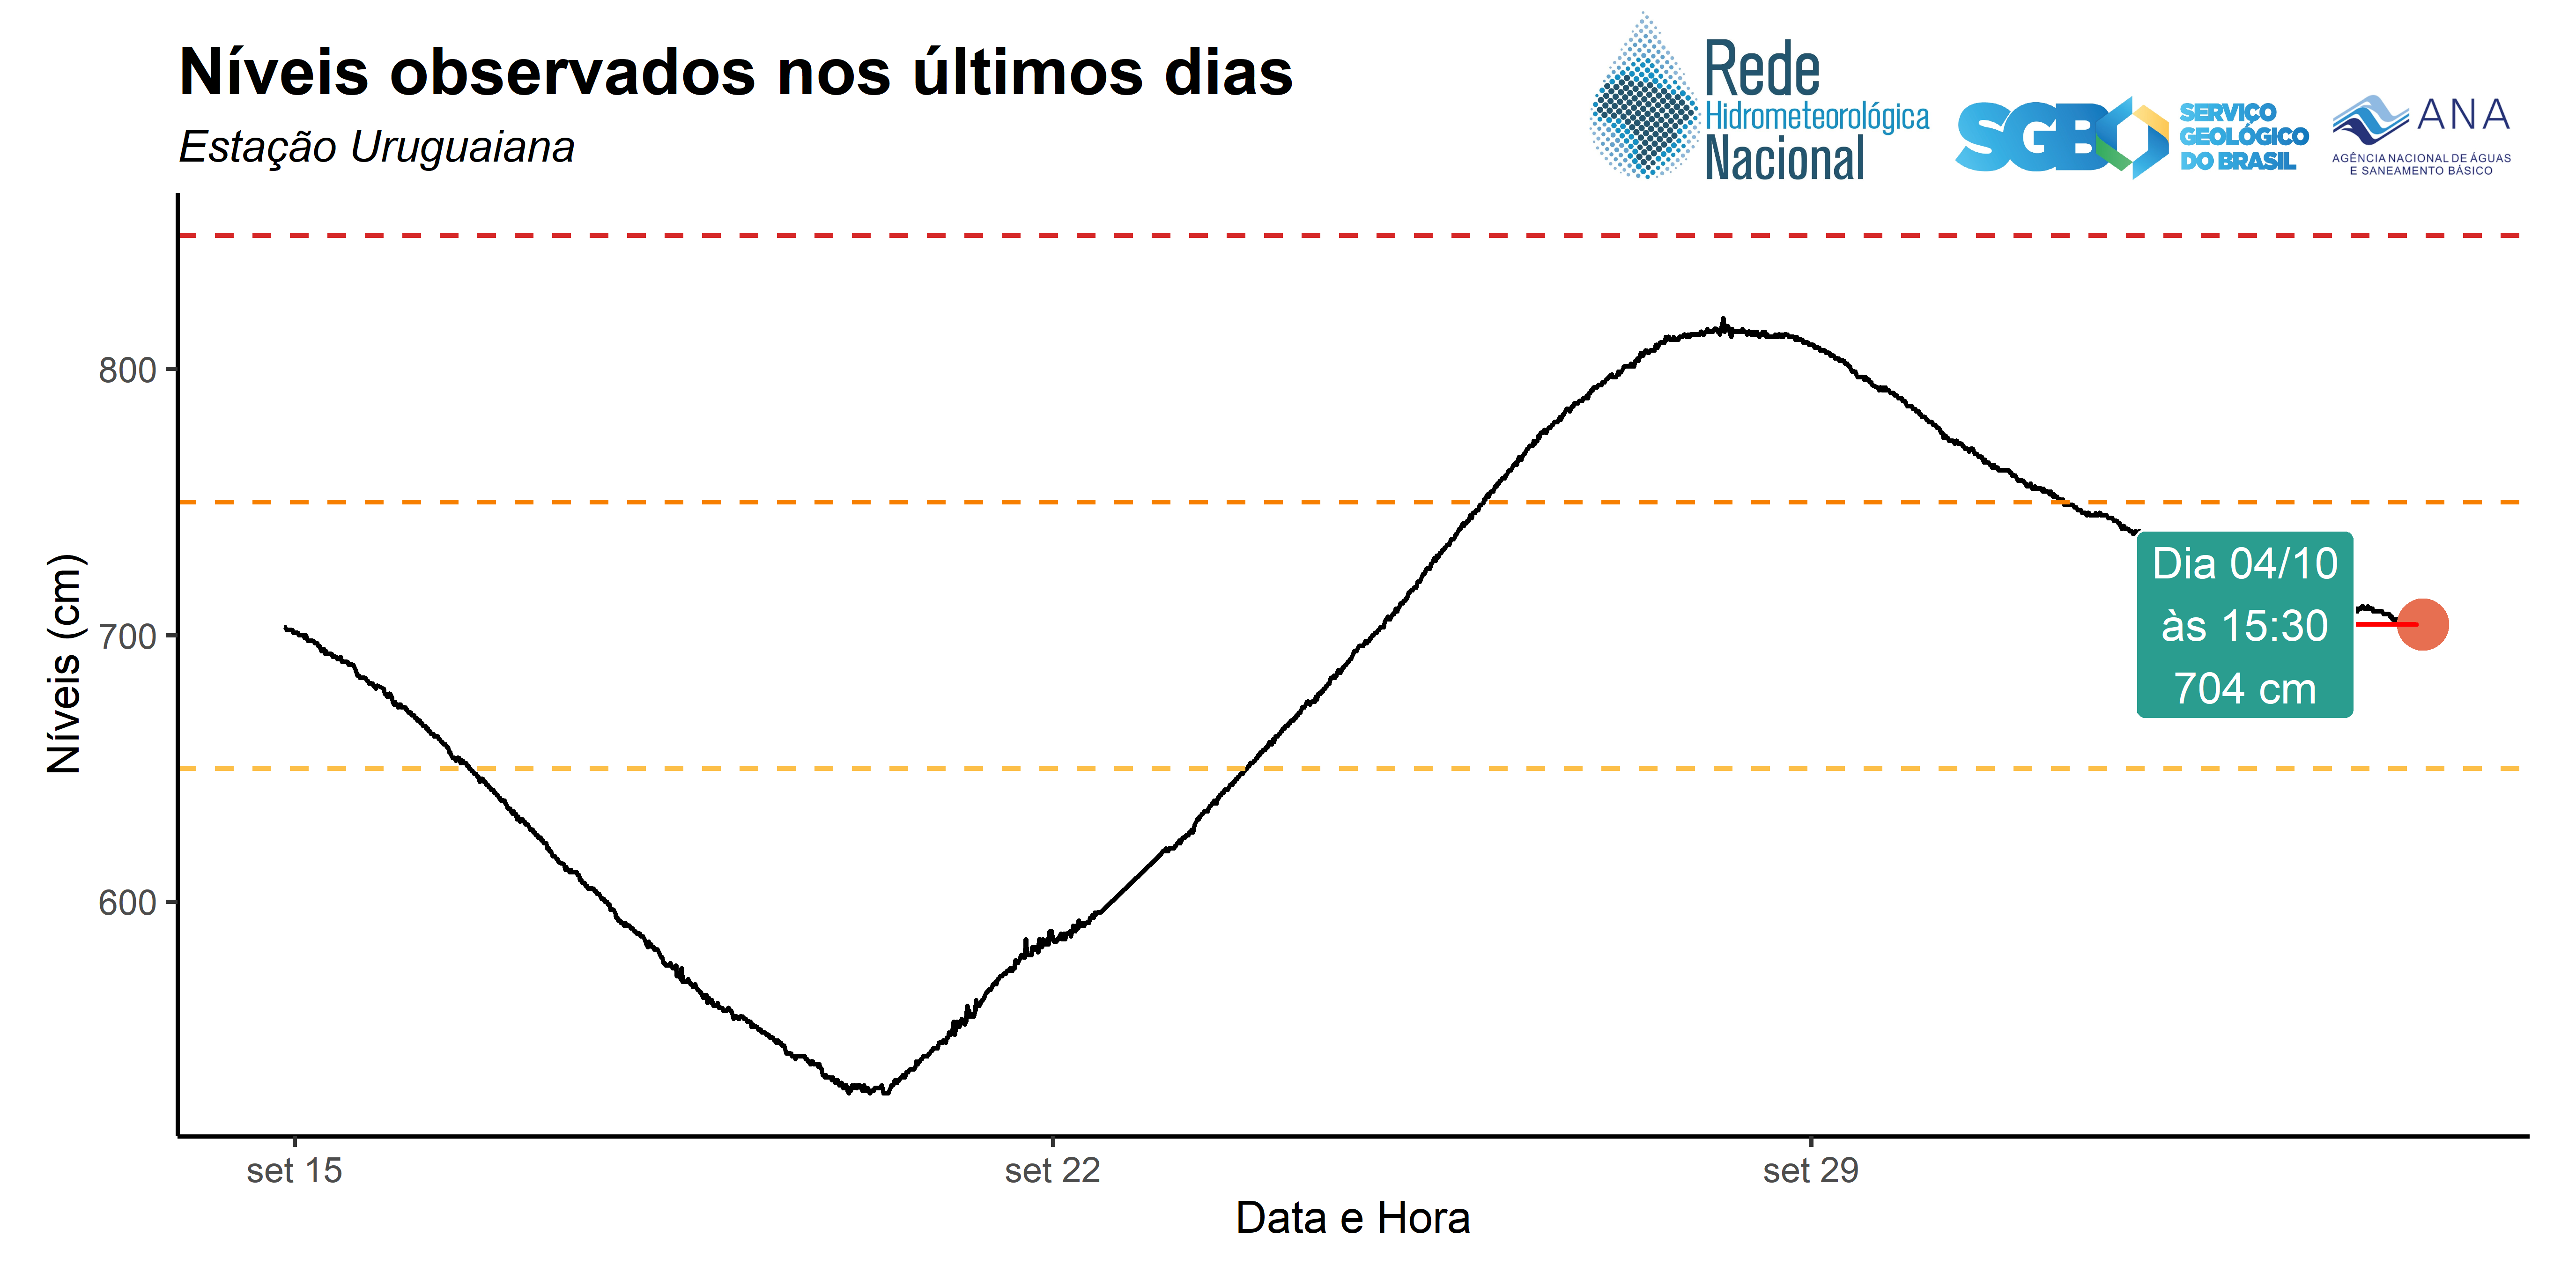 Níveis observados nos últimos dias
Estação Uruguaiana
Rede
Hidrometeorológica
Nacional
SGB
SERVIÇO
GEOLÓGICO
DO BRASIL
ANA
AGÊNCIA NACIONAL DE ÁGUAS
E SANEAMENTO BÁSICO
Níveis (cm)
800
700
600
Dia 04/10
às 15:30
704 cm
set 15
set 22
set 29
Data e Hora